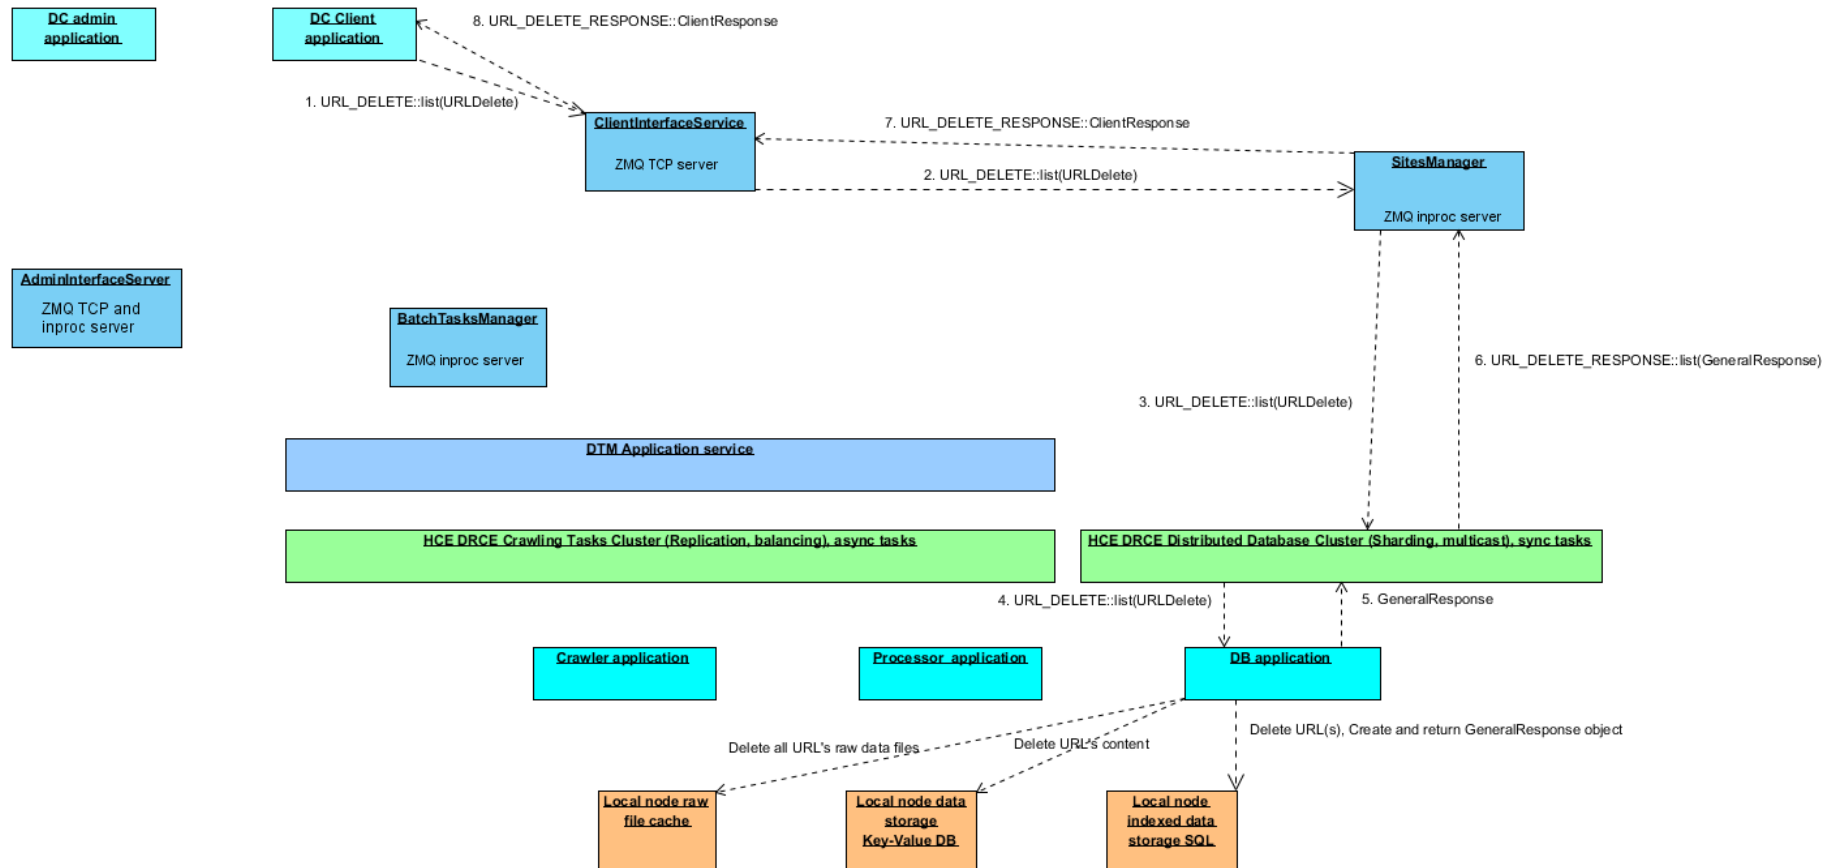 DC admin
application
DC Client
application
8. URL_DELETE_RESPONSE::ClientResponse
1. URL_DELETE::list(URLDelete)
ClientInterfaceService
ZMQ TCP server
7. URL_DELETE_RESPONSE::ClientResponse
2. URL_DELETE::list(URLDelete)
SitesManager
ZMQ inproc server
AdminInterfaceServer
ZMQ TCP and
inproc server
BatchTasksManager
ZMQ inproc server
6. URL_DELETE_RESPONSE::list(GeneralResponse)
3. URL_DELETE::list(URLDelete)
DTM Application service
HCE DRCE Crawling Tasks Cluster (Replication, balancing), async tasks
HCE DRCE Distributed Database Cluster (Sharding, multicast), sync tasks
4. URL_DELETE::list(URLDelete)
5. GeneralResponse
Crawler application
Processor application
DB application
Delete all URL's raw data files
Delete URL's content
Delete URL(s), Create and return GeneralResponse object
Local node raw
file cache
Local node data
storage
Key-Value DB
Local node
indexed data
storage SQL